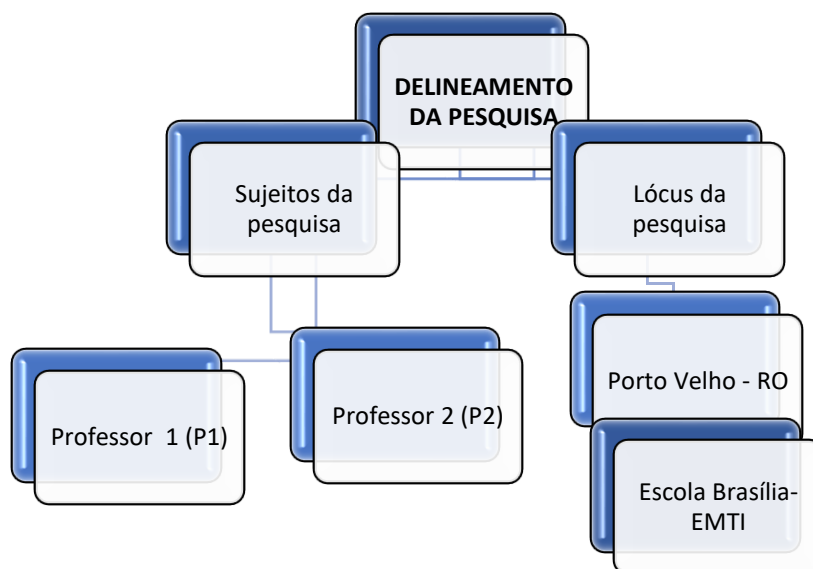 DELINEAMENTO
DA PESQUISA
Sujeitos da
pesquisa
Lócus da
pesquisa
Professor 1 (P1)
Professor 2 (P2)
Porto Velho - RO
Escola Brasília-
EMTI